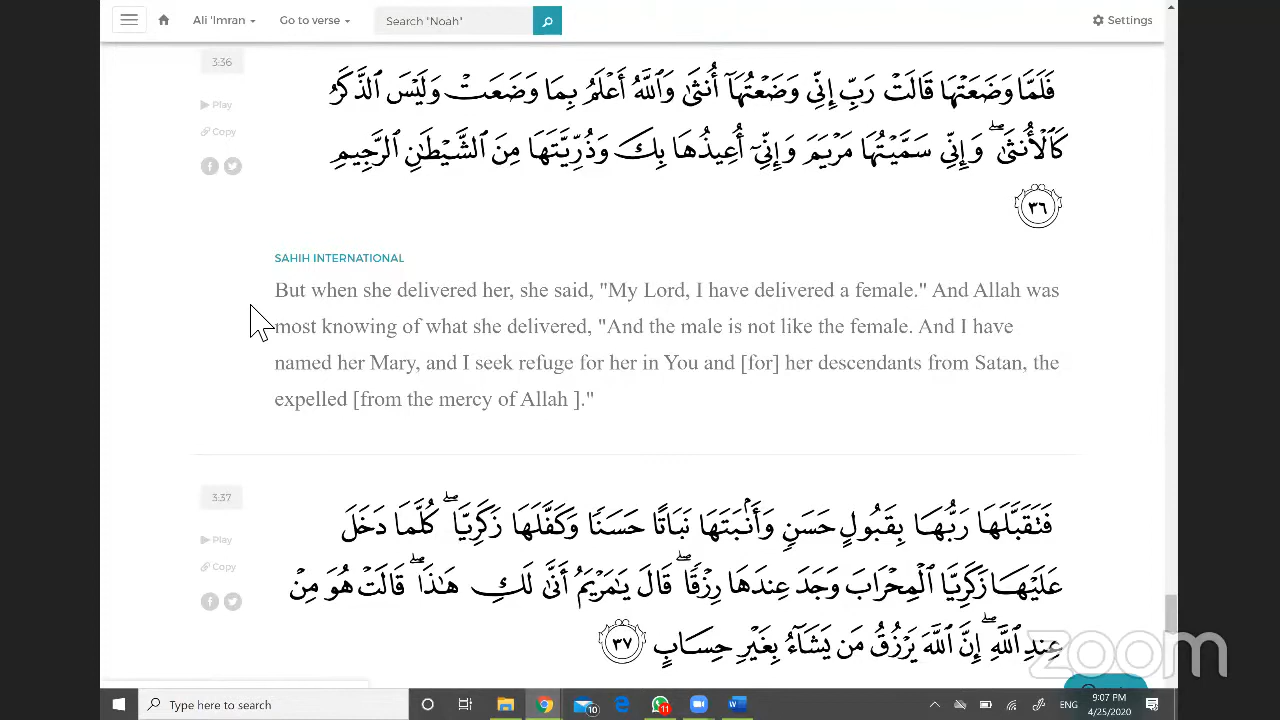 Ali 'Imran
Go to verse
Search "Noah"
Settings
3:36
Play
Copy
فَلَمَّا وَضَعَتۡهَا قَالَتۡ رَبِّ إِنِّي وَضَعۡتُهَآ أُنثَىٰ وَٱللَّهُ أَعۡلَمُ بِمَا وَضَعَتۡ وَلَيۡسَ ٱلذَّكَرُ
كَٱلۡأُنثَىٰۖ وَإِنِّي سَمَّيۡتُهَا مَرۡيَمَ وَإِنِّيٓ أُعِيذُهَا بِكَ وَذُرِّيَّتَهَا مِنَ ٱلشَّيۡطَٰنِ ٱلرَّجِيمِ
٣٦
SAHIH INTERNATIONAL
But when she delivered her, she said, "My Lord, I have delivered a female." And Allah was
most knowing of what she delivered, "And the male is not like the female. And I have
named her Mary, and I seek refuge for her in You and [for] her descendants from Satan, the
expelled [from the mercy of Allah ]."
3:37
Play
Copy
فَتَقَبَّلَهَا رَبُّهَا بِقَبُولٍ حَسَنٖ وَأَنۢبَتَهَا نَبَاتًا حَسَنٗا وَكَفَّلَهَا زَكَرِيَّاۖ كُلَّمَا دَخَلَ
عَلَيۡهَا زَكَرِيَّا ٱلۡمِحۡرَابَ وَجَدَ عِندَهَا رِزۡقٗاۖ قَالَ يَٰمَرۡيَمُ أَنَّىٰ لَكِ هَٰذَاۖ قَالَتۡ هُوَ مِنۡ
عِندِ ٱللَّهِۖ إِنَّ ٱللَّهَ يَرۡزُقُ مَن يَشَآءُ بِغَيۡرِ حِسَابٍ ٣٧
zoom
Type here to search
10
11
ENG
9:07 PM
4/25/2020